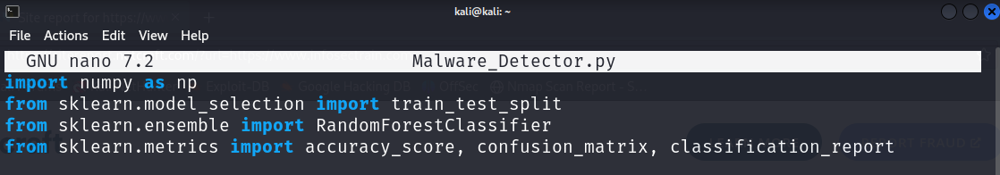 kali@kali: ~
File Actions Edit View Help
GNU nano 7.2 Malware_Detector.py
import numpy as np
from sklearn.model_selection import train_test_split
from sklearn.ensemble import RandomForestClassifier
from sklearn.metrics import accuracy_score, confusion_matrix, classification_report